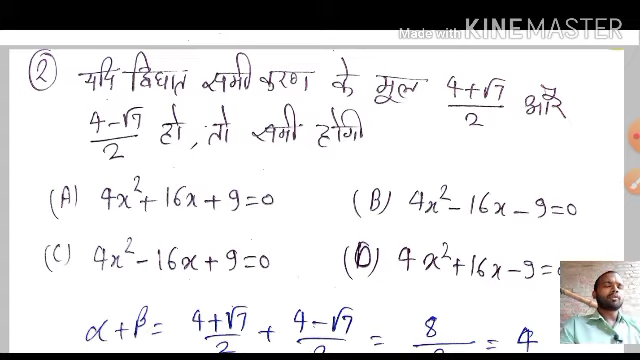 Made with KINEMASTER
② यदि द्विघात समीकरण के मूल 4+√7/2 और
4-√7/2 हो, तो समी होगी
(A) 4x²+16x+9=0 (B) 4x²-16x-9=0
(C) 4x²-16x+9=0 (D) 4x²+16x-9=0
α+β = 4+√7/2 + 4-√7/2 = 8/2 = 4